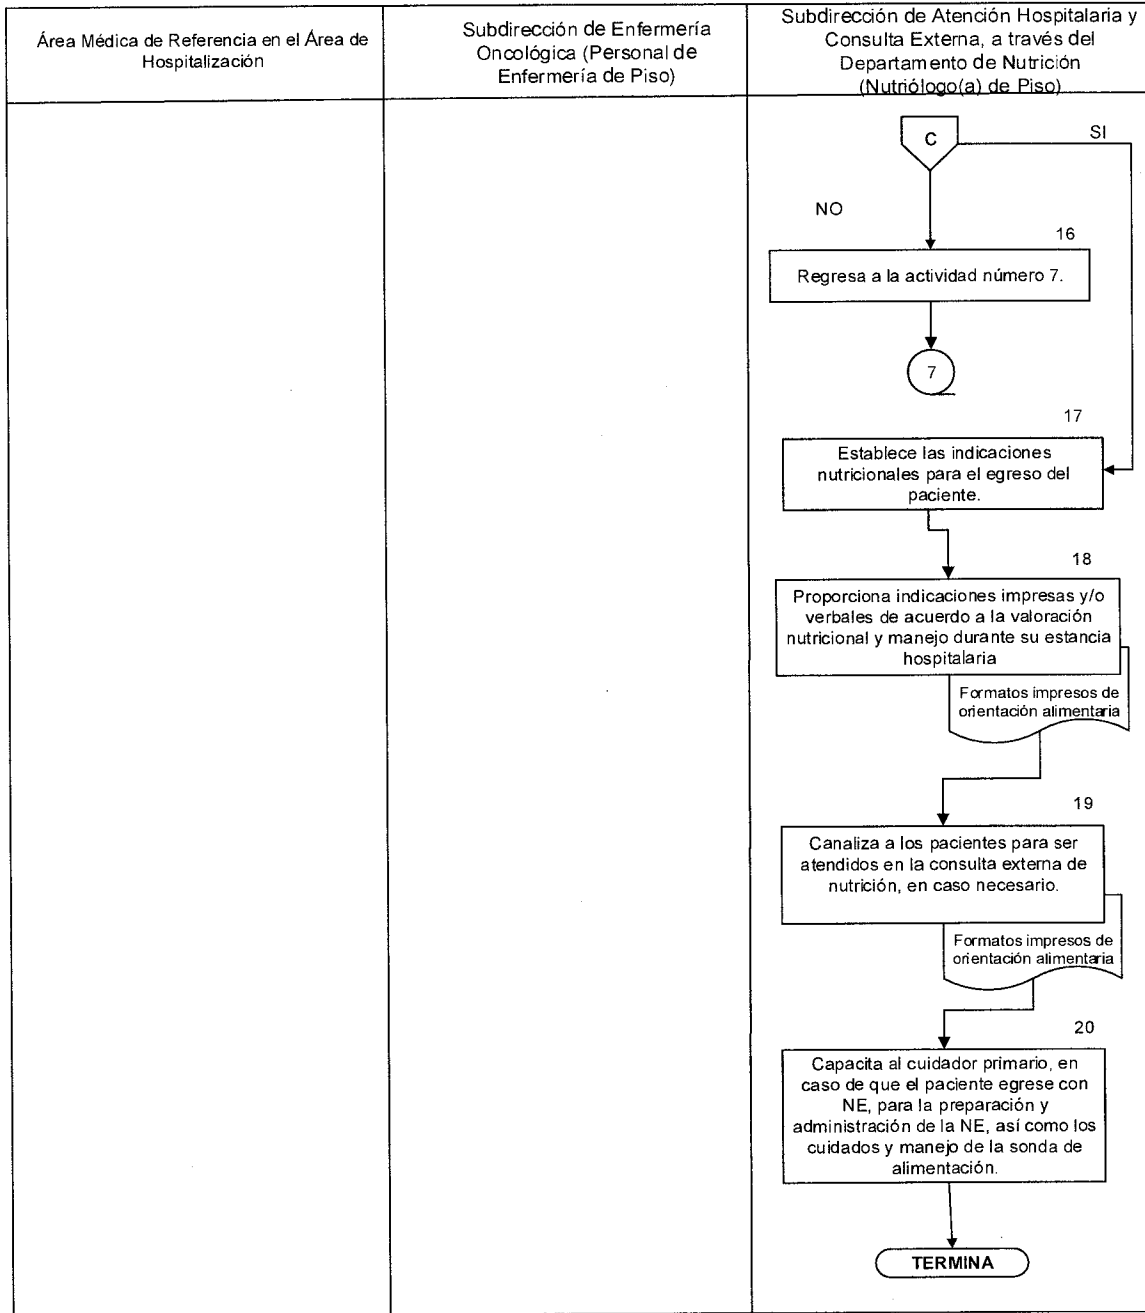 Área Médica de Referencia en el Área de
Hospitalización
Subdirección de Enfermería
Oncológica (Personal de
Enfermería de Piso)
Subdirección de Atención Hospitalaria y
Consulta Externa, a través del
Departamento de Nutrición
(Nutriólogo(a) de Piso)
C
SI
NO
16
Regresa a la actividad número 7.
7
17
Establece las indicaciones
nutricionales para el egreso del
paciente.
18
Proporciona indicaciones impresas y/o
verbales de acuerdo a la valoración
nutricional y manejo durante su estancia
hospitalaria
Formatos impresos de
orientación alimentaria
19
Canaliza a los pacientes para ser
atendidos en la consulta externa de
nutrición, en caso necesario.
Formatos impresos de
orientación alimentaria
20
Capacita al cuidador primario, en
caso de que el paciente egrese con
NE, para la preparación y
administración de la NE, así como los
cuidados y manejo de la sonda de
alimentación.
TERMINA